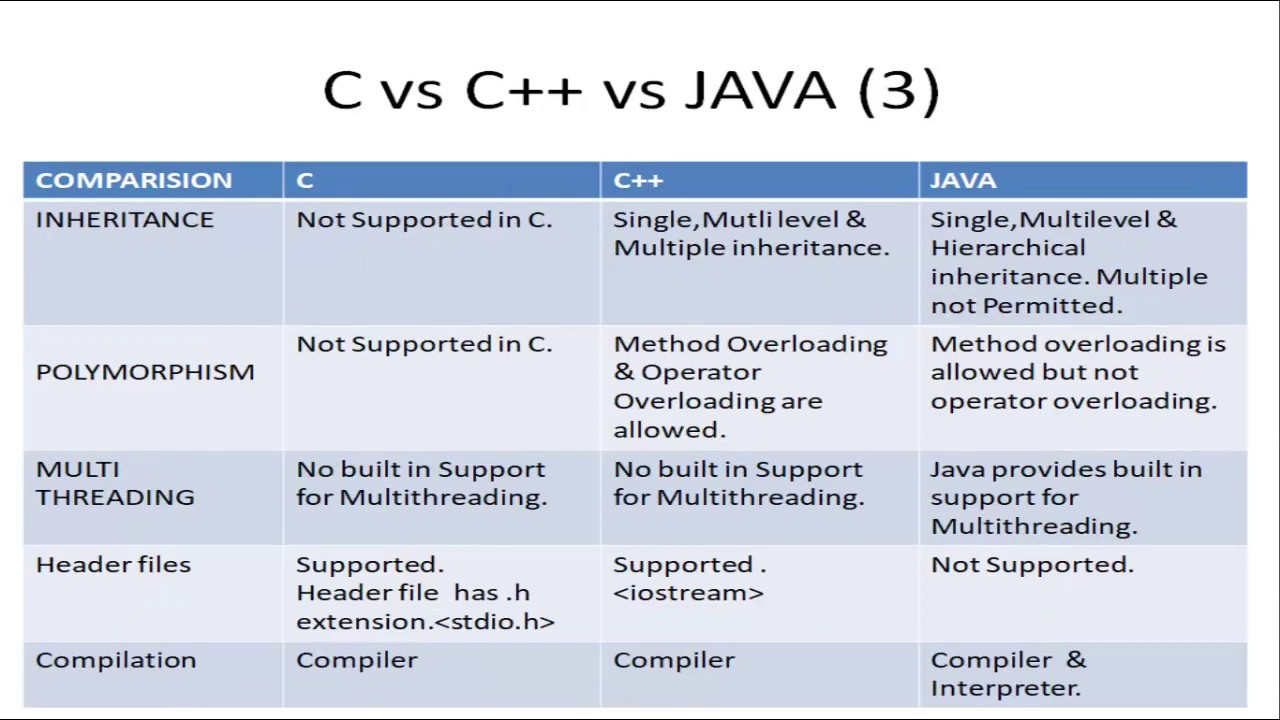 C vs C++ vs JAVA (3)
COMPARISION
C
C++
JAVA
INHERITANCE
Not Supported in C.
Single,Mutli level &
Multiple inheritance.
Single,Multilevel &
Hierarchical
inheritance. Multiple
not Permitted.
POLYMORPHISM
Not Supported in C.
Method Overloading
& Operator
Overloading are
allowed.
Method overloading is
allowed but not
operator overloading.
MULTI
THREADING
No built in Support
for Multithreading.
No built in Support
for Multithreading.
Java provides built in
support for
Multithreading.
Header files
Supported.
Header file has .h
extension.<stdio.h>
Supported .
<iostream>
Not Supported.
Compilation
Compiler
Compiler
Compiler &
Interpreter.